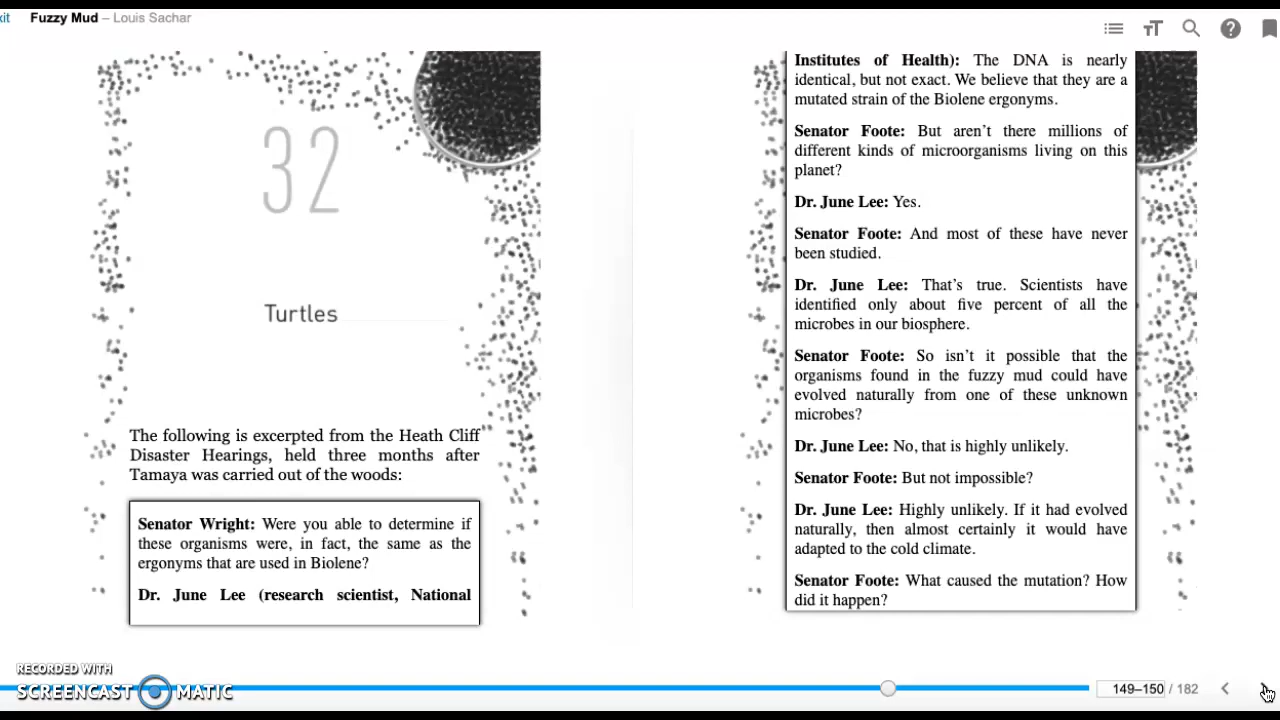 xit Fuzzy Mud – Louis Sachar
32
Turtles
The following is excerpted from the Heath Cliff
Disaster Hearings, held three months after
Tamaya was carried out of the woods:
Senator Wright: Were you able to determine if
these organisms were, in fact, the same as the
ergonyms that are used in Biolene?
Dr. June Lee (research scientist, National
Institutes of Health): The DNA is nearly
identical, but not exact. We believe that they are a
mutated strain of the Biolene ergonyms.
Senator Foote: But aren't there millions of
different kinds of microorganisms living on this
planet?
Dr. June Lee: Yes.
Senator Foote: And most of these have never
been studied.
Dr. June Lee: That's true. Scientists have
identified only about five percent of all the
microbes in our biosphere.
Senator Foote: So isn't it possible that the
organisms found in the fuzzy mud could have
evolved naturally from one of these unknown
microbes?
Dr. June Lee: No, that is highly unlikely.
Senator Foote: But not impossible?
Dr. June Lee: Highly unlikely. If it had evolved
naturally, then almost certainly it would have
adapted to the cold climate.
Senator Foote: What caused the mutation? How
did it happen?
RECORDED WITH
SCREENCAST MATIC
149–150 / 182